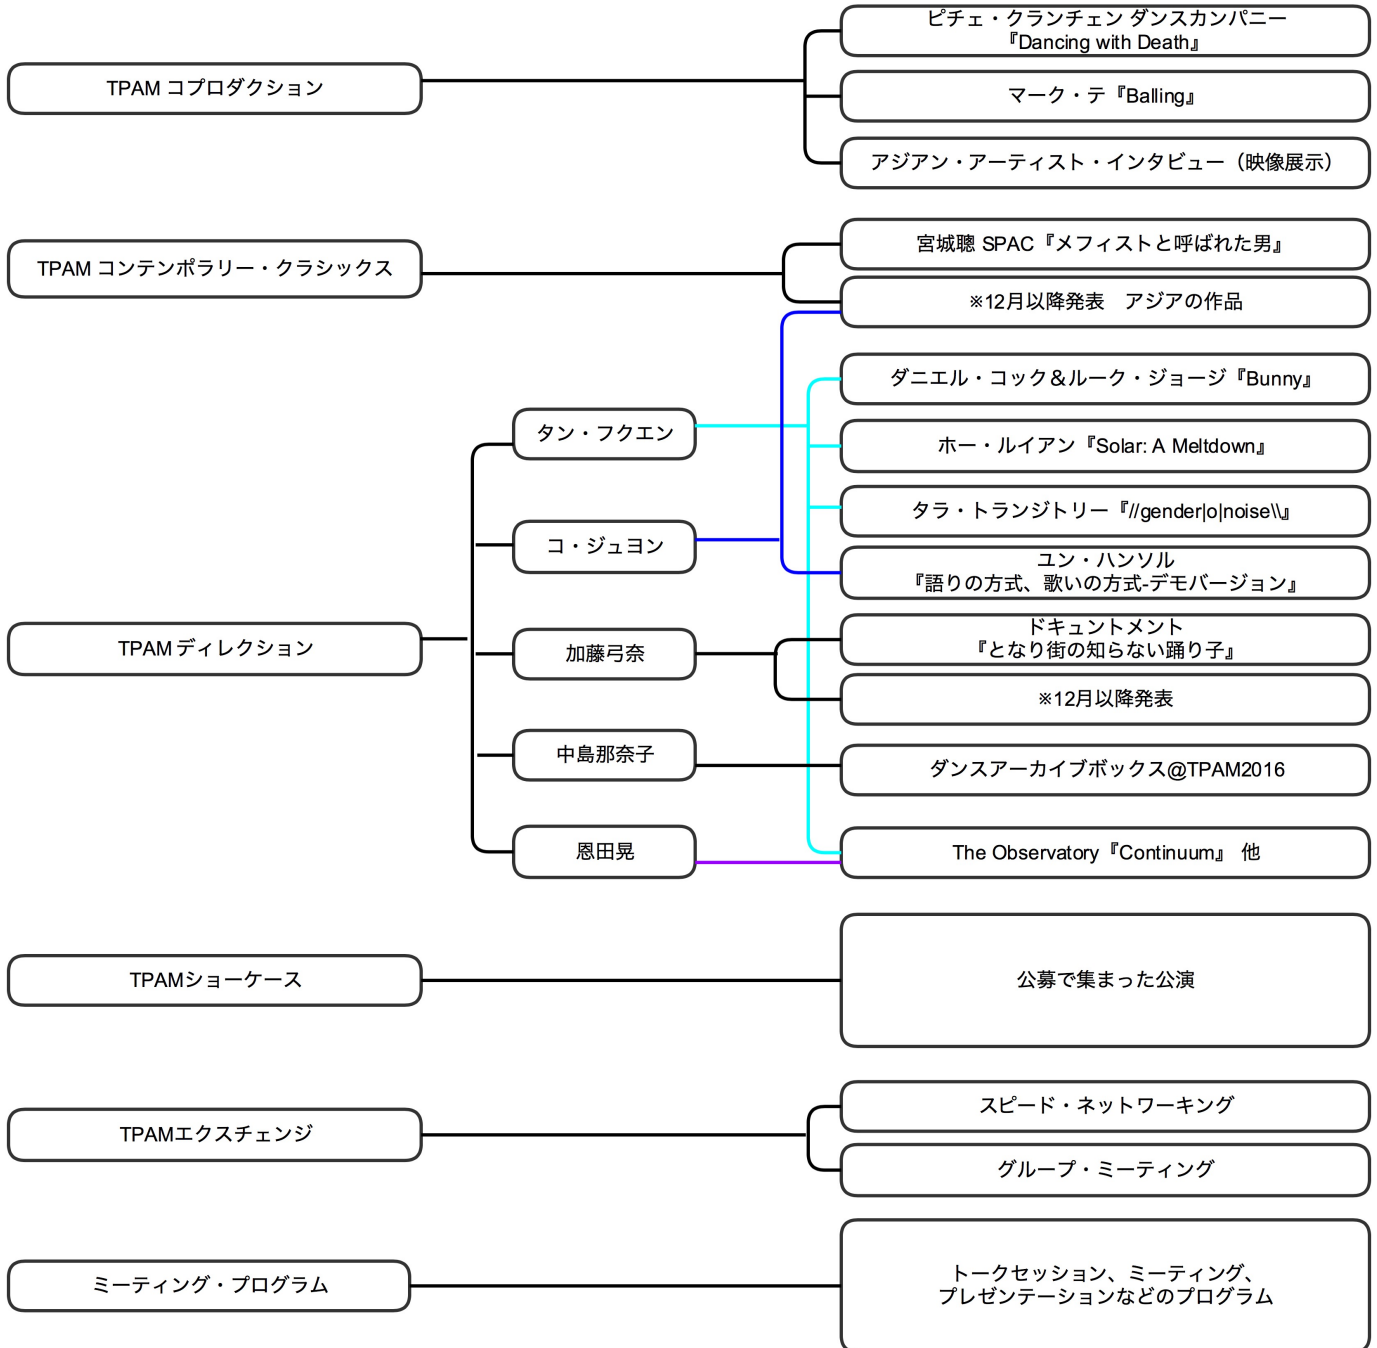 TPAM コプロダクション
ピチェ・クランチェン ダンスカンパニー
『Dancing with Death』
マーク・テ『Balling』
アジアン・アーティスト・インタビュー（映像展示）
TPAM コンテンポラリー・クラシックス
宮城聰 SPAC『メフィストと呼ばれた男』
※12月以降発表　アジアの作品
TPAM ディレクション
タン・フクエン
コ・ジュヨン
加藤弓奈
中島那奈子
恩田晃
ダニエル・コック＆ルーク・ジョージ『Bunny』
ホー・ルイアン『Solar: A Meltdown』
タラ・トランジトリー『//gender|o|noise\\』
ユン・ハンソル
『語りの方式、歌いの方式-デモバージョン』
ドキュントメント
『となり街の知らない踊り子』
※12月以降発表
ダンスアーカイブボックス@TPAM2016
The Observatory『Continuum』 他
TPAMショーケース
公募で集まった公演
TPAMエクスチェンジ
スピード・ネットワーキング
グループ・ミーティング
ミーティング・プログラム
トークセッション、ミーティング、
プレゼンテーションなどのプログラム